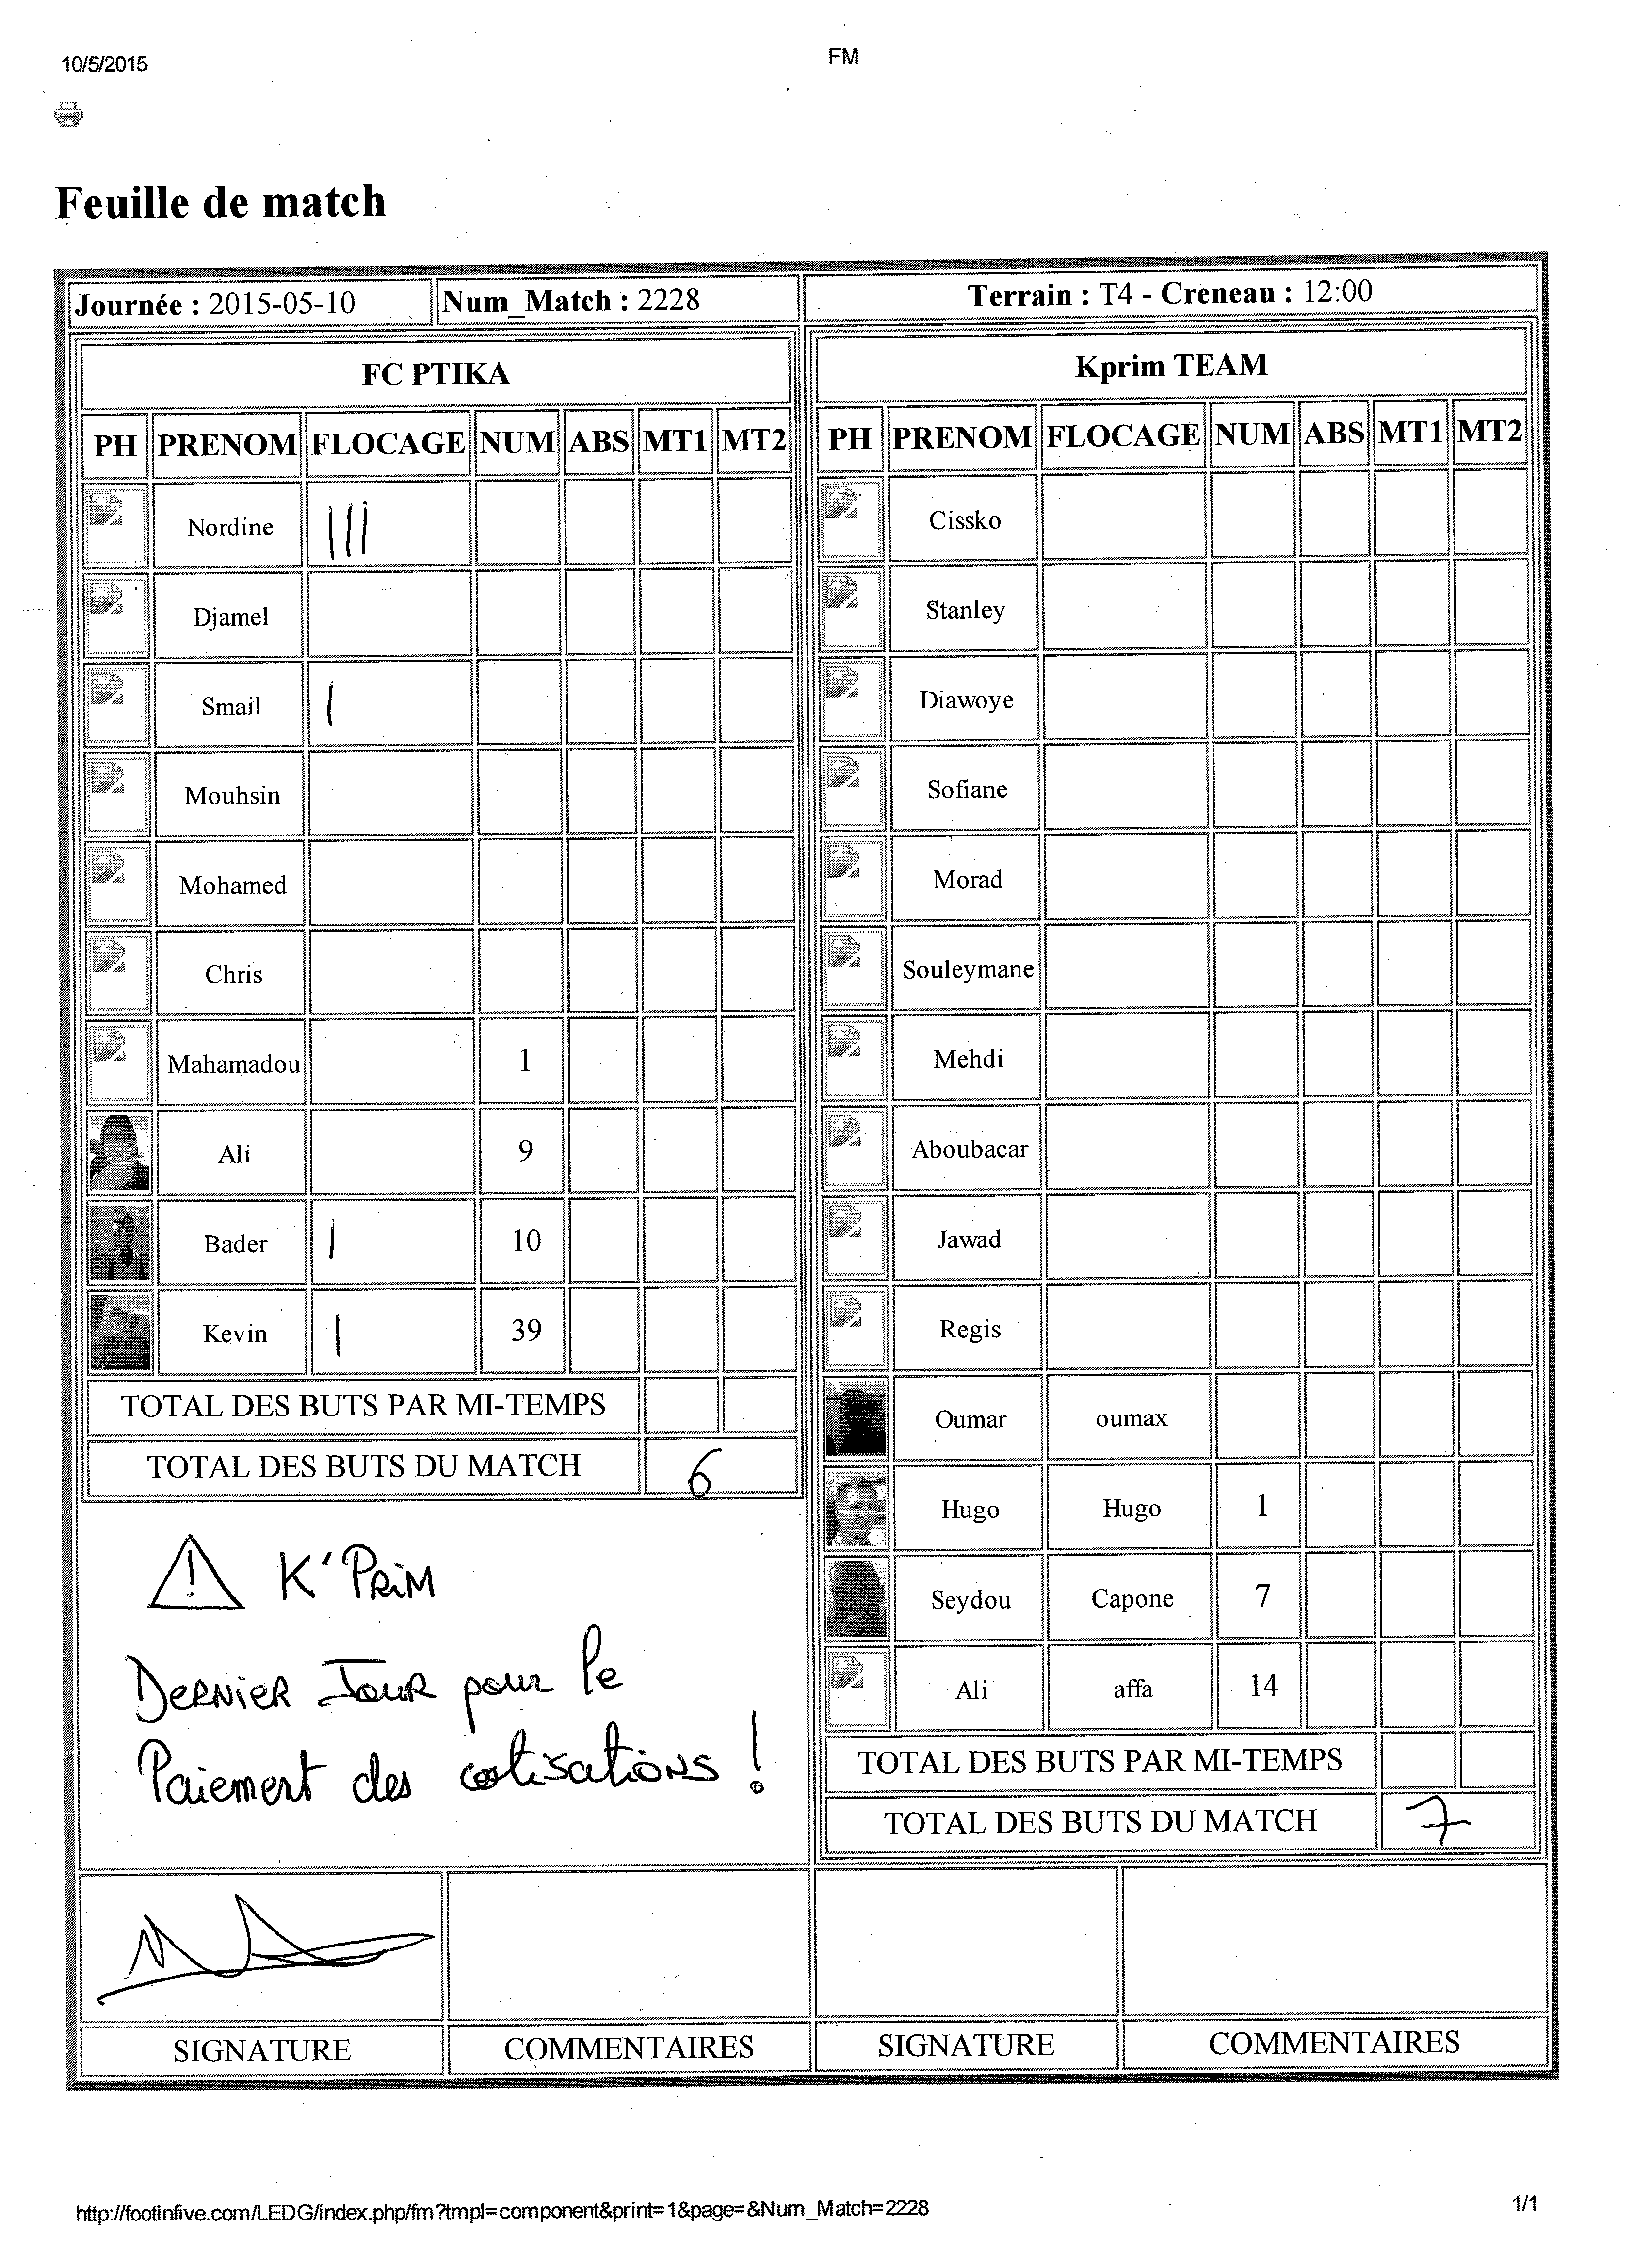 10/5/2015 FM
Feuille de match
Journée : 2015-05-10 Num_Match : 2228 Terrain : T4 - Creneau : 12:00
FC PTIKA
PH PRENOM FLOCAGE NUM ABS MT1 MT2
Nordine |||
Djamel
Smail |
Mouhsin
Mohamed
Chris
Mahamadou 1
Ali 9
Bader | 10
Kevin | 39
TOTAL DES BUTS PAR MI-TEMPS
TOTAL DES BUTS DU MATCH 6
⚠ K'PRiM
DERNiER JOUR pour le
Paiement des cotisations !
Kprim TEAM
PH PRENOM FLOCAGE NUM ABS MT1 MT2
Cissko
Stanley
Diawoye
Sofiane
Morad
Souleymane
Mehdi
Aboubacar
Jawad
Regis
Oumar oumax
Hugo Hugo 1
Seydou Capone 7
Ali affa 14
TOTAL DES BUTS PAR MI-TEMPS
TOTAL DES BUTS DU MATCH 7
SIGNATURE COMMENTAIRES SIGNATURE COMMENTAIRES
http://footinfive.com/LEDG/index.php/fm?tmpl=component&print=1&page=&Num_Match=2228 1/1